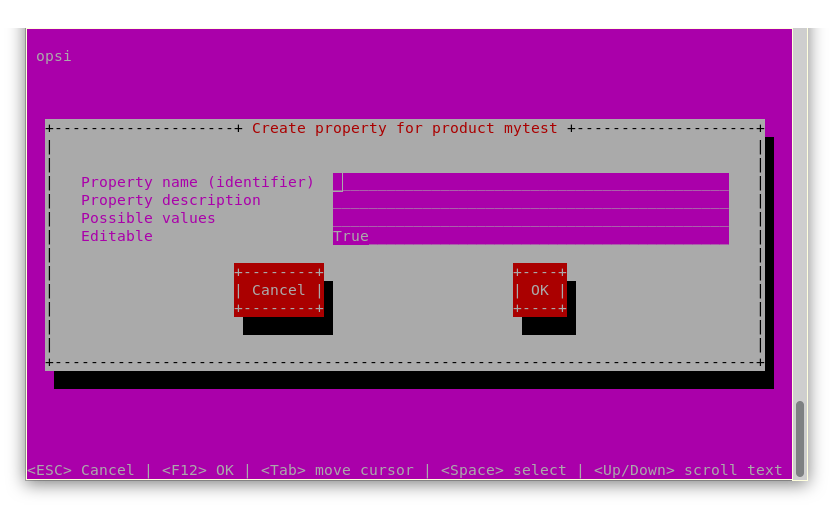 opsi
Create property for product mytest
Property name (identifier)
Property description
Possible values
Editable True
Cancel OK
<ESC> Cancel | <F12> OK | <Tab> move cursor | <Space> select | <Up/Down> scroll text